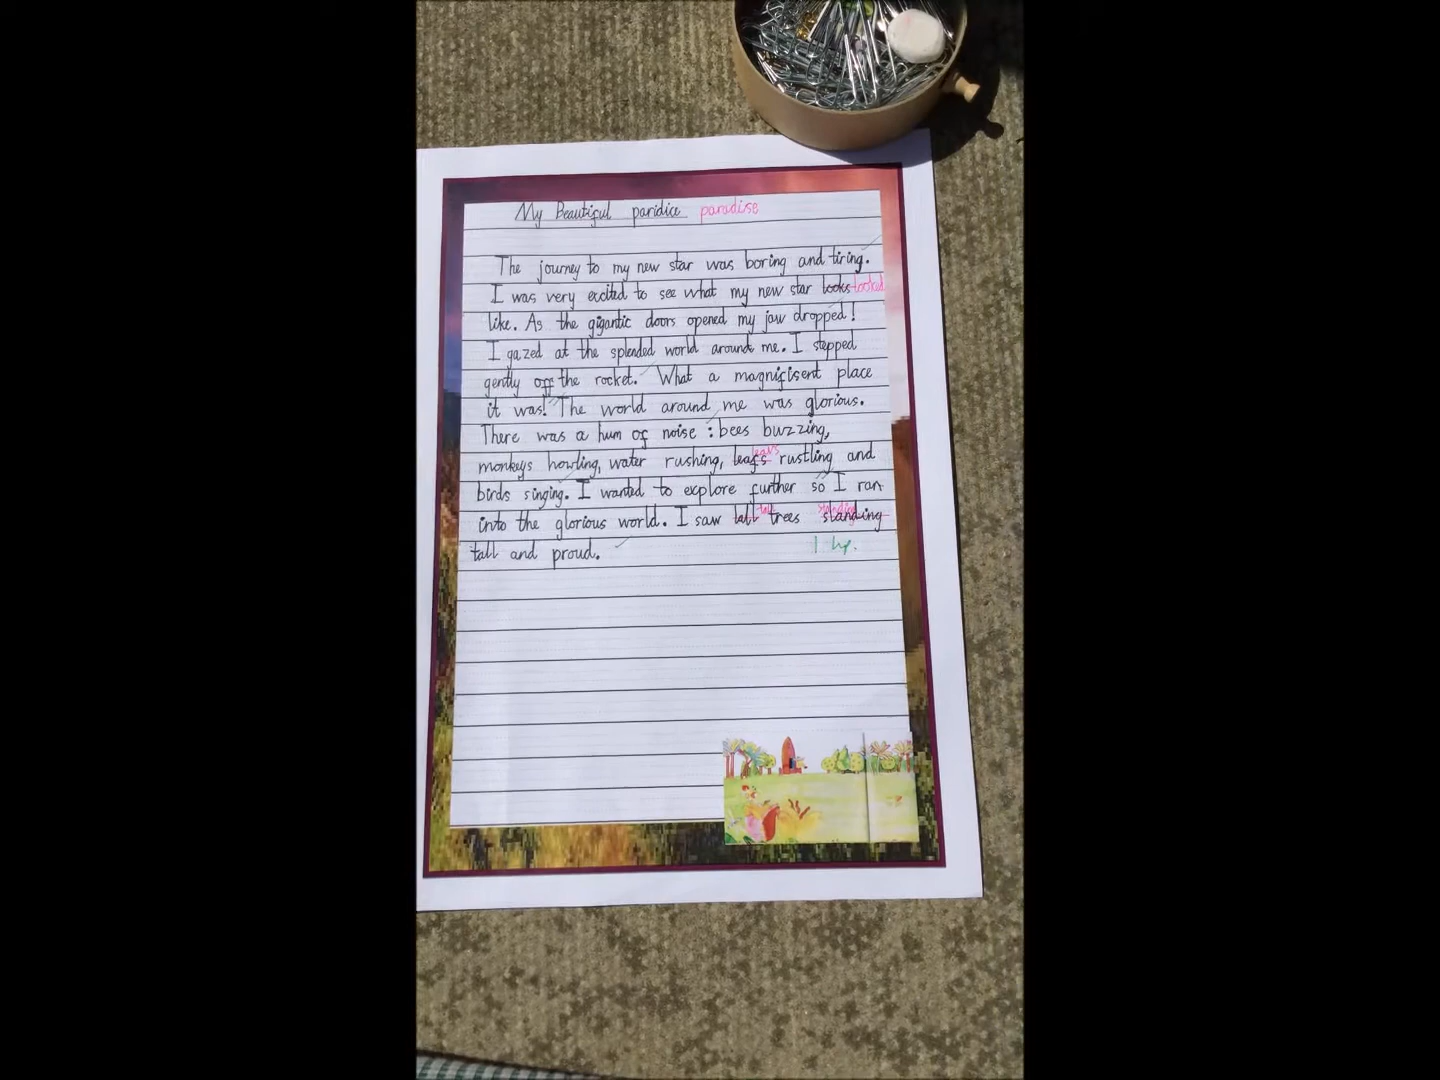 My Beautiful paridice paradise
The journey to my new star was boring and tiring.
I was very excited to see what my new star looks looked
like. As the gigantic doors opened my jaw dropped!
I gazed at the splended world around me. I stepped
gently off the rocket. What a magnifisent place
it was! The world around me was glorious.
There was a hum of noise : bees buzzing,
monkeys howling, water rushing, leafs leavs rustling and
birds singing. I wanted to explore further so I ran
into the glorious world. I saw tall tall trees standing standing
tall and proud.